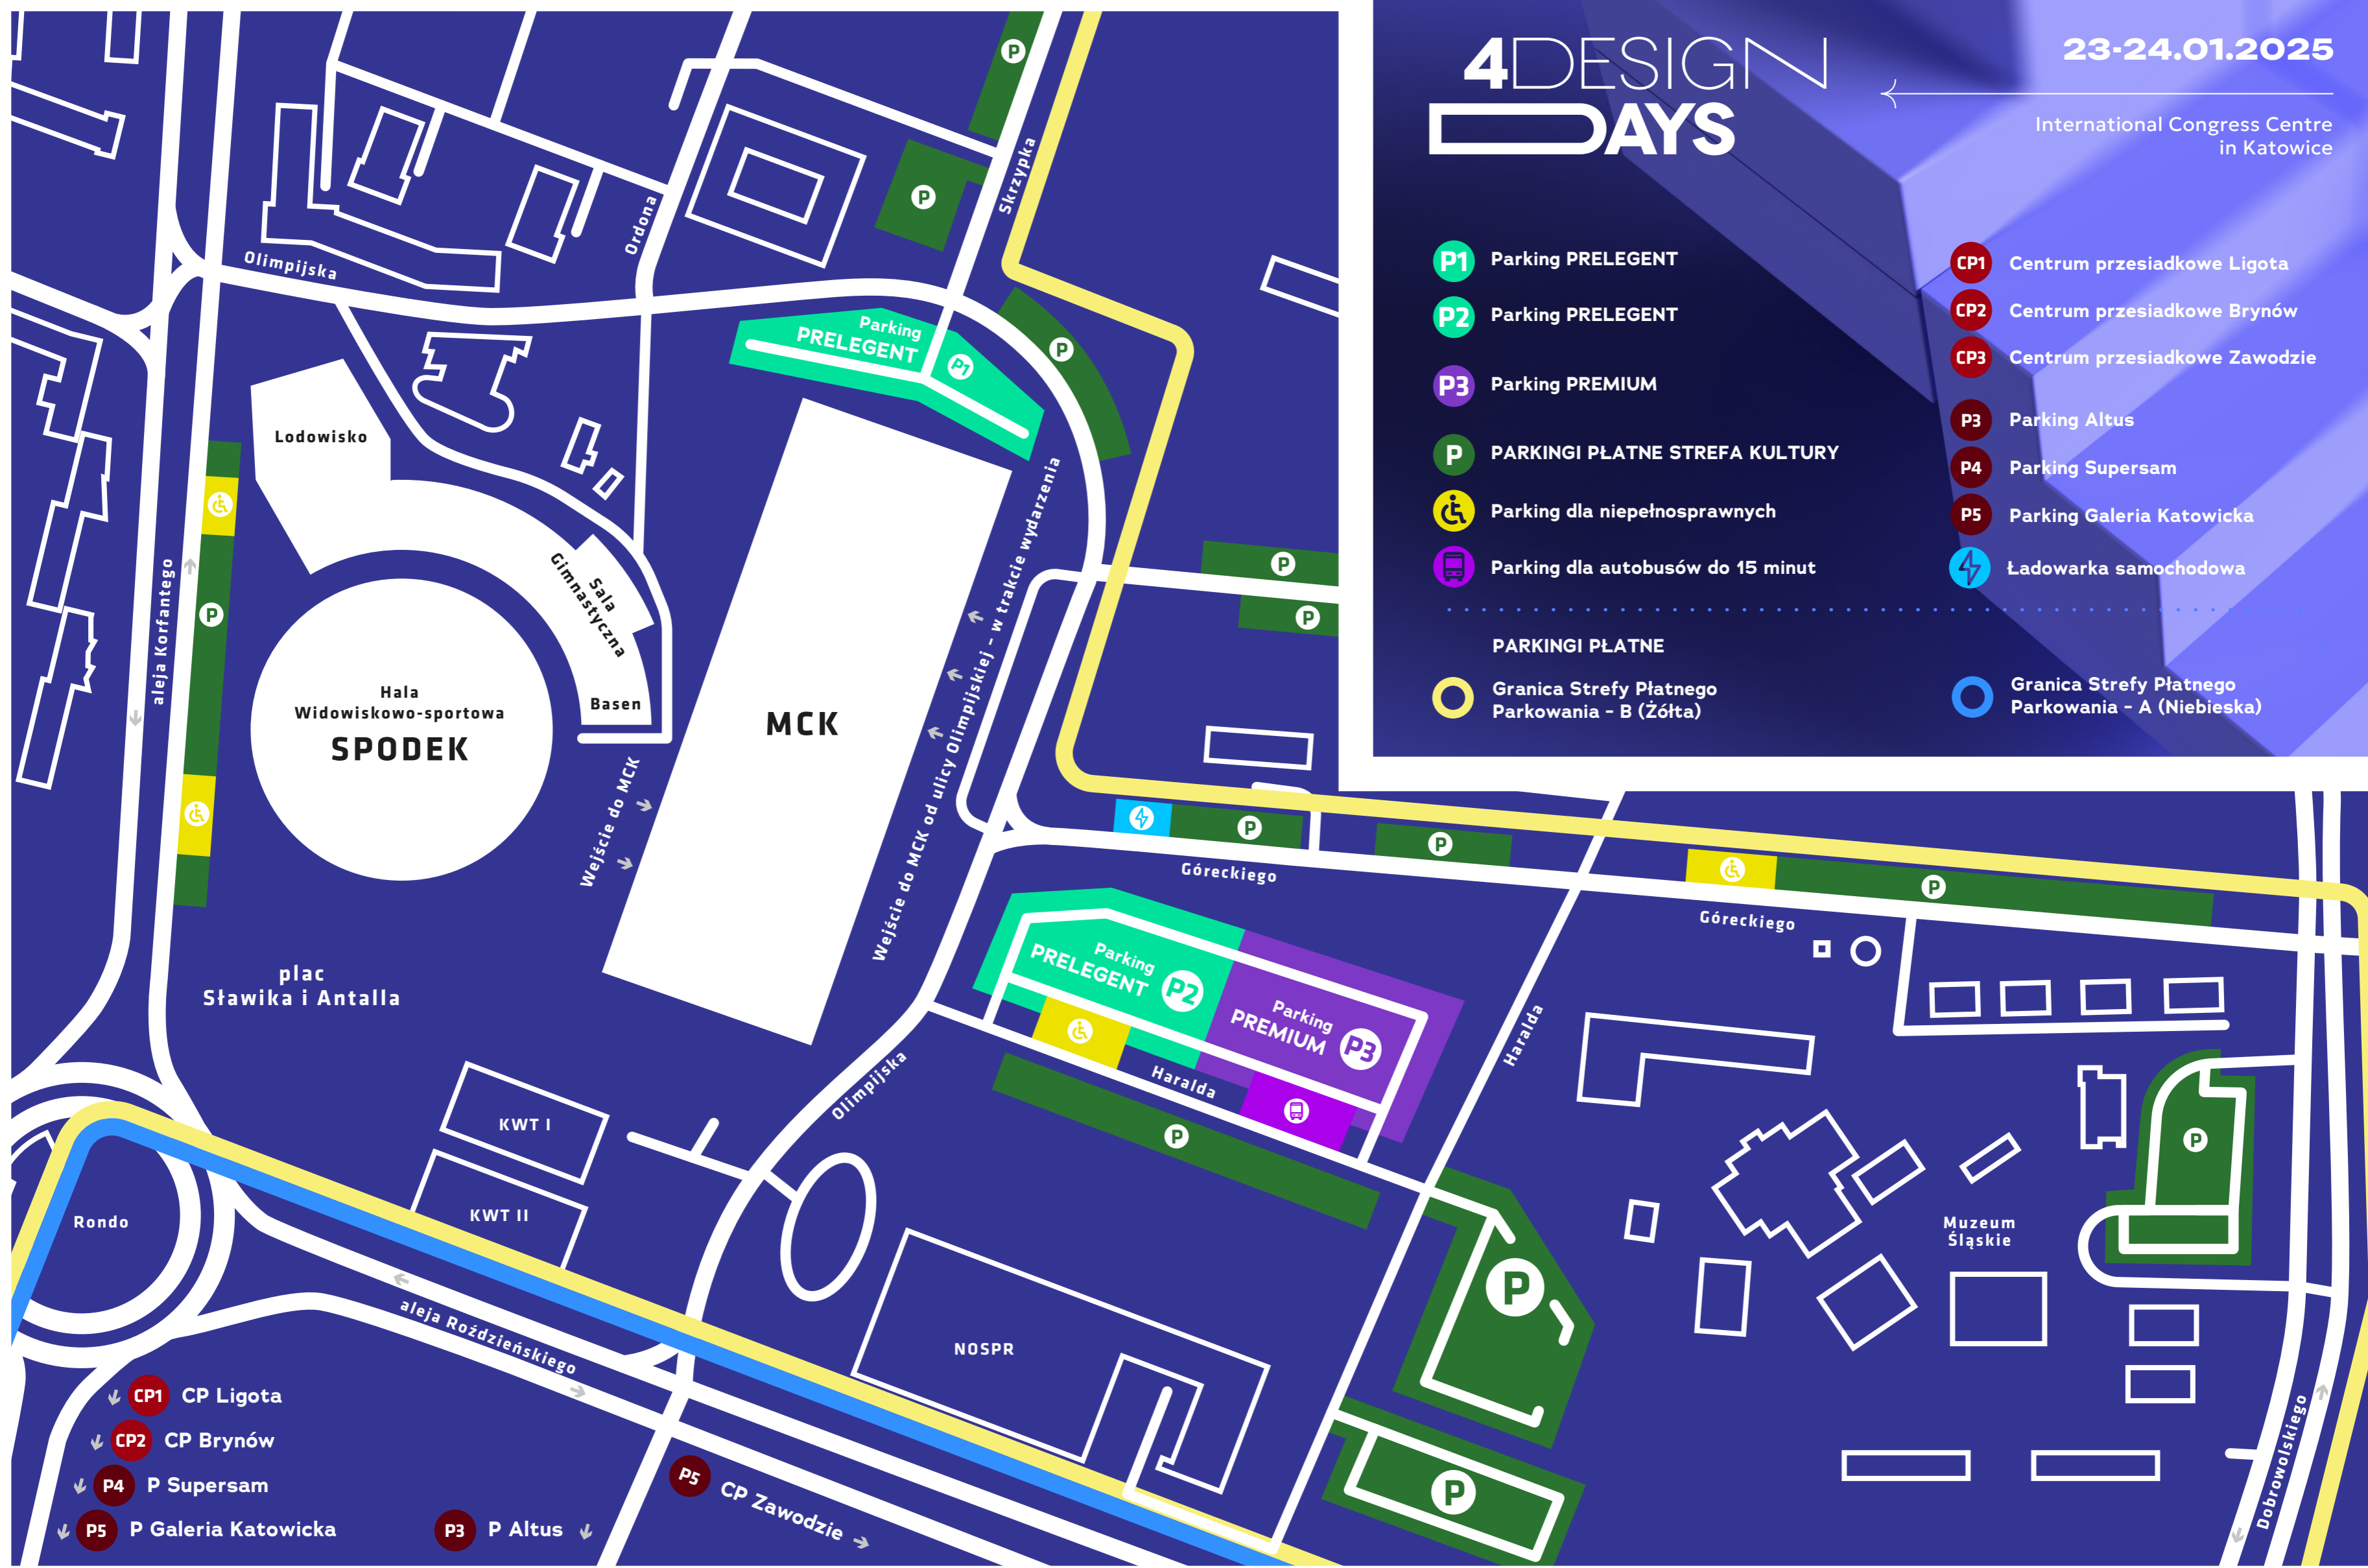 4DESIGN
DAYS
23-24.01.2025
International Congress Centre
in Katowice
P1 Parking PRELEGENT
P2 Parking PRELEGENT
P3 Parking PREMIUM
P PARKINGI PŁATNE STREFA KULTURY
Parking dla niepełnosprawnych
Parking dla autobusów do 15 minut
CP1 Centrum przesiadkowe Ligota
CP2 Centrum przesiadkowe Brynów
CP3 Centrum przesiadkowe Zawodzie
P3 Parking Altus
P4 Parking Supersam
P5 Parking Galeria Katowicka
Ładowarka samochodowa
PARKINGI PŁATNE
Granica Strefy Płatnego
Parkowania - B (Żółta)
Granica Strefy Płatnego
Parkowania - A (Niebieska)
P
P
Skrzypka
Ordona
Olimpijska
Parking
PRELEGENT
P1
P
Lodowisko
P
aleja Korfantego
Sala
Gimnastyczna
Basen
Hala
Widowiskowo-sportowa
SPODEK
MCK
Wejście do MCK
Wejście do MCK od ulicy Olimpijskiej - w trakcie wydarzenia
P
P
P
P
Góreckiego
P
Góreckiego
Parking
PRELEGENT
P2
Parking
PREMIUM
P3
Haralda
Haralda
P
plac
Sławika i Antalla
Olimpijska
KWT I
KWT II
Rondo
P
P
P
Muzeum
Śląskie
NOSPR
aleja Roździeńskiego
Dobrowolskiego
CP1 CP Ligota
CP2 CP Brynów
P4 P Supersam
P5 P Galeria Katowicka
P3 P Altus
P5 CP Zawodzie